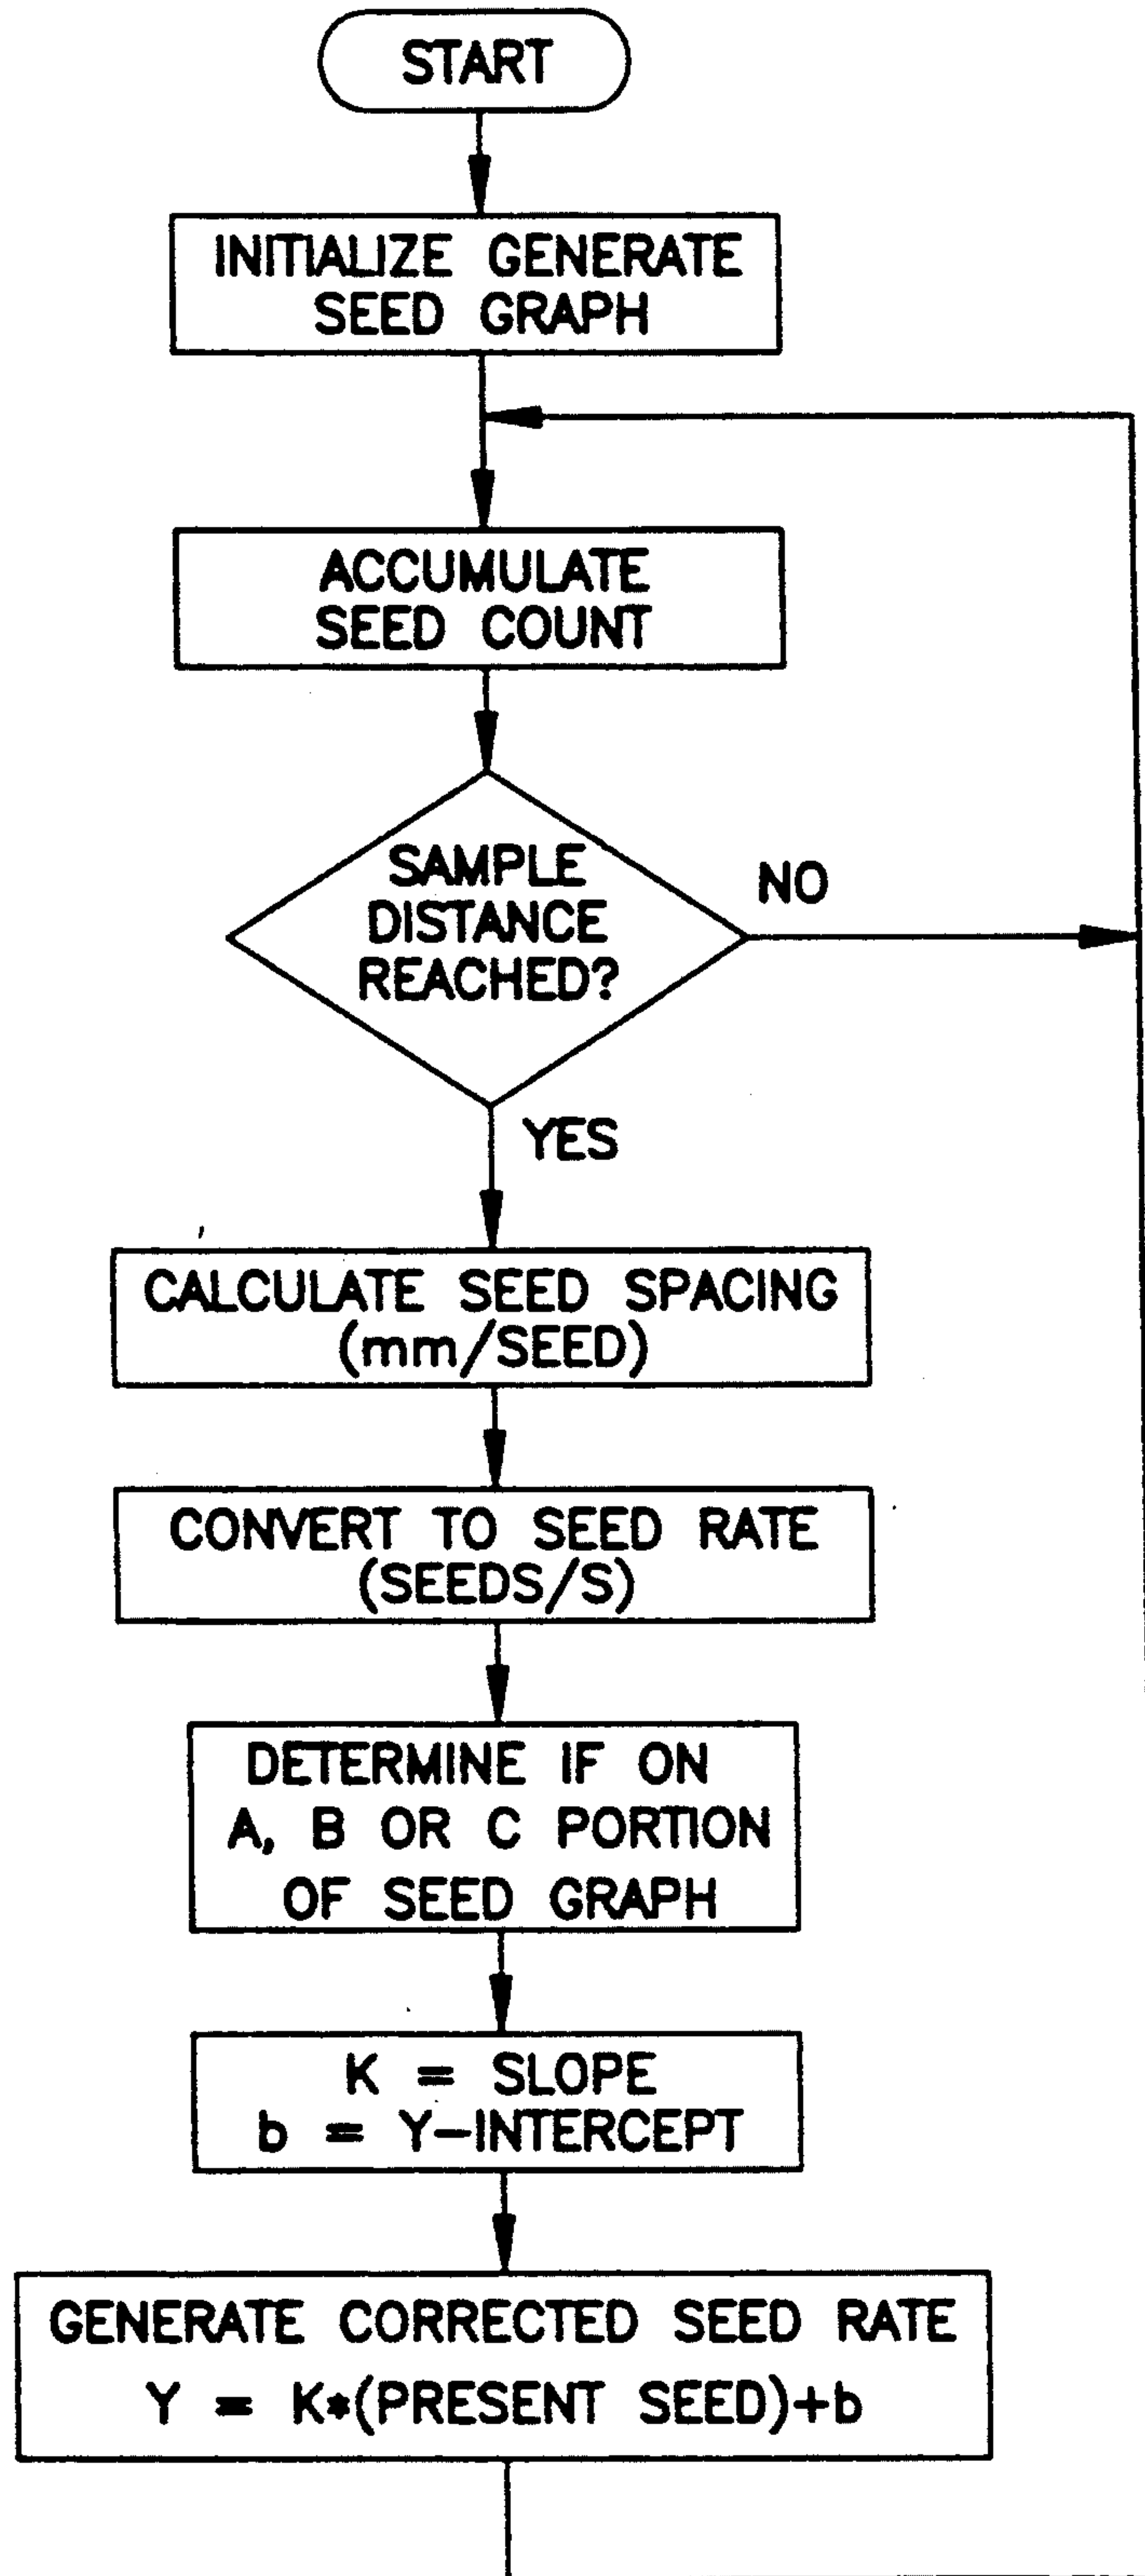 START
INITIALIZE GENERATE
SEED GRAPH
ACCUMULATE
SEED COUNT
SAMPLE
DISTANCE
REACHED?
NO
YES
CALCULATE SEED SPACING
(mm/SEED)
CONVERT TO SEED RATE
(SEEDS/S)
DETERMINE IF ON
A, B OR C PORTION
OF SEED GRAPH
K = SLOPE
b = Y-INTERCEPT
GENERATE CORRECTED SEED RATE
Y = K*(PRESENT SEED)+b